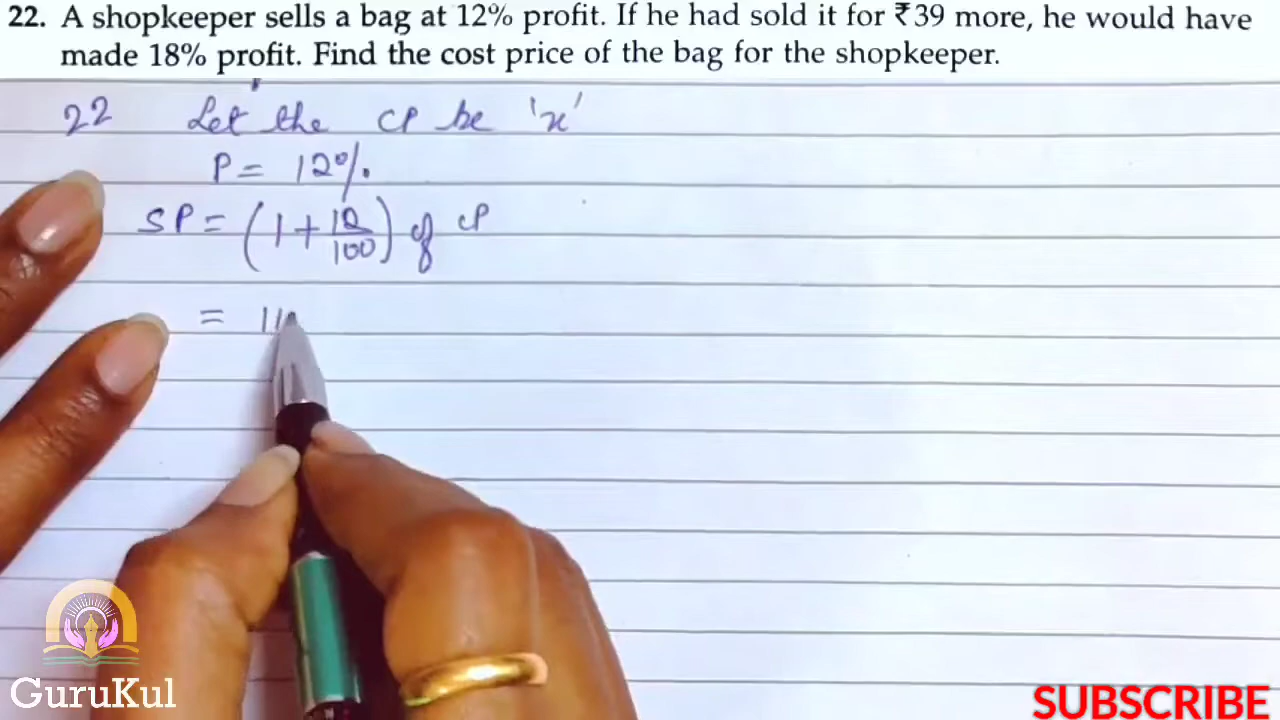 22. A shopkeeper sells a bag at 12% profit. If he had sold it for ₹39 more, he would have
made 18% profit. Find the cost price of the bag for the shopkeeper.
22 Let the CP be 'x'
P = 12%.
SP = (1 + 12/100) of CP
= 11
GuruKul
SUBSCRIBE